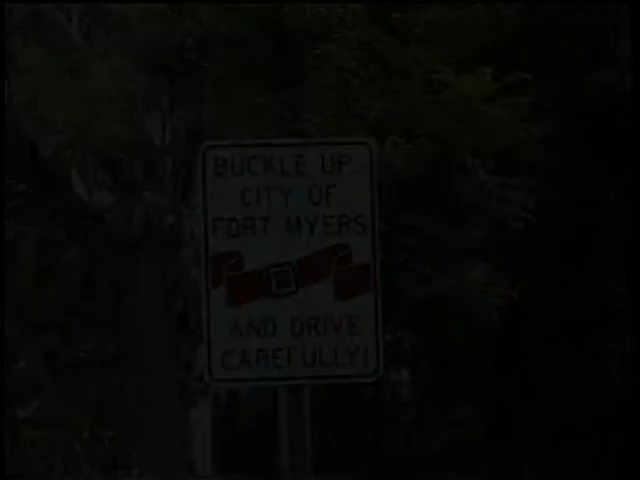 BUCKLE UP
CITY OF
FORT MYERS
AND DRIVE
CAREFULLY!